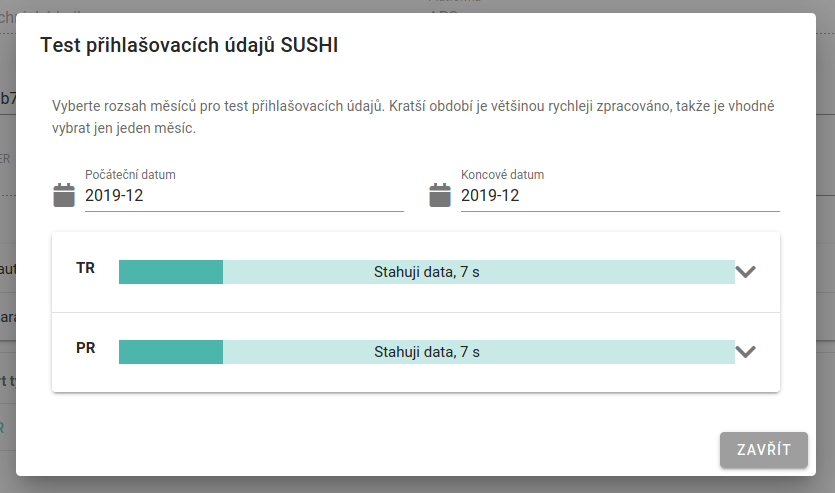 Test přihlašovacích údajů SUSHI
Vyberte rozsah měsíců pro test přihlašovacích údajů. Kratší období je většinou rychleji zpracováno, takže je vhodné
vybrat jen jeden měsíc.
Počáteční datum
2019-12
Koncové datum
2019-12
TR
Stahuji data, 7 s
PR
Stahuji data, 7 s
ZAVŘÍT